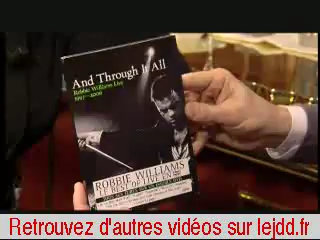 And Through It All
Robbie Williams Live
1997—2006
ROBBIE WILLIAMS
LE BEST OF LIVE EN
Retrouvez d'autres vidéos sur lejdd.fr